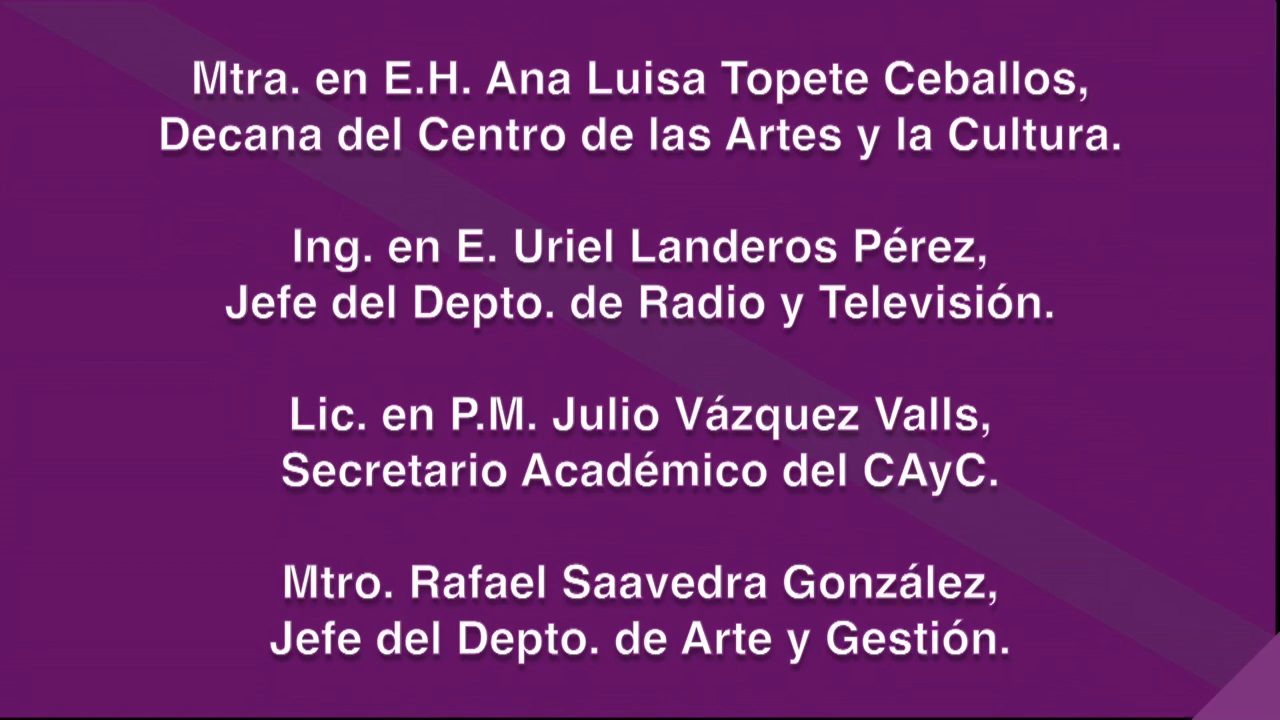 Mtra. en E.H. Ana Luisa Topete Ceballos,
Decana del Centro de las Artes y la Cultura.
Ing. en E. Uriel Landeros Pérez,
Jefe del Depto. de Radio y Televisión.
Lic. en P.M. Julio Vázquez Valls,
Secretario Académico del CAyC.
Mtro. Rafael Saavedra González,
Jefe del Depto. de Arte y Gestión.